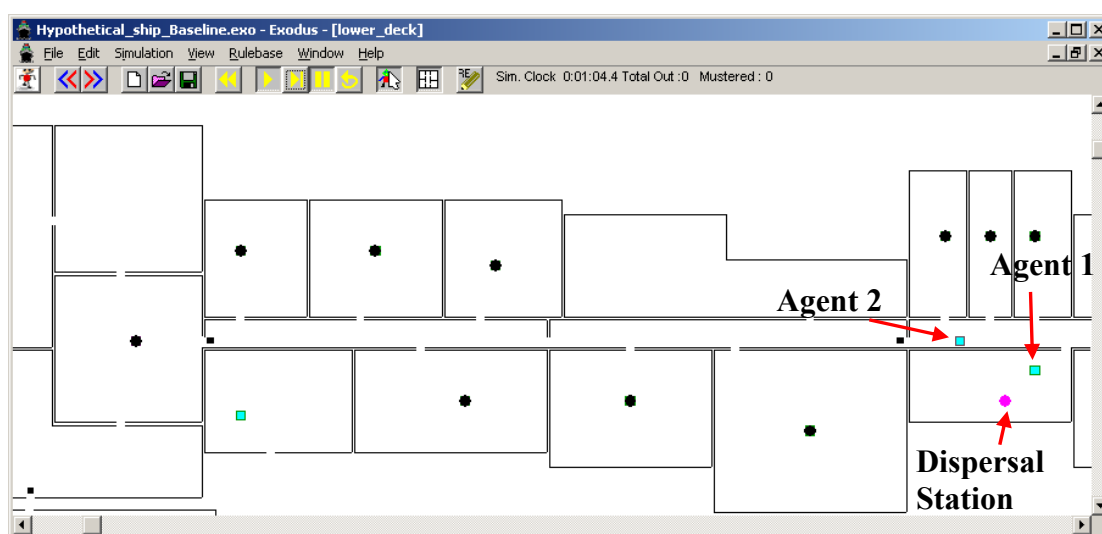 Hypothetical_ship_Baseline.exo - Exodus - [lower_deck]
File Edit Simulation View Rulebase Window Help
Sim. Clock 0:01:04.4 Total Out :0 Mustered : 0
Agent 1
Agent 2
Dispersal
Station